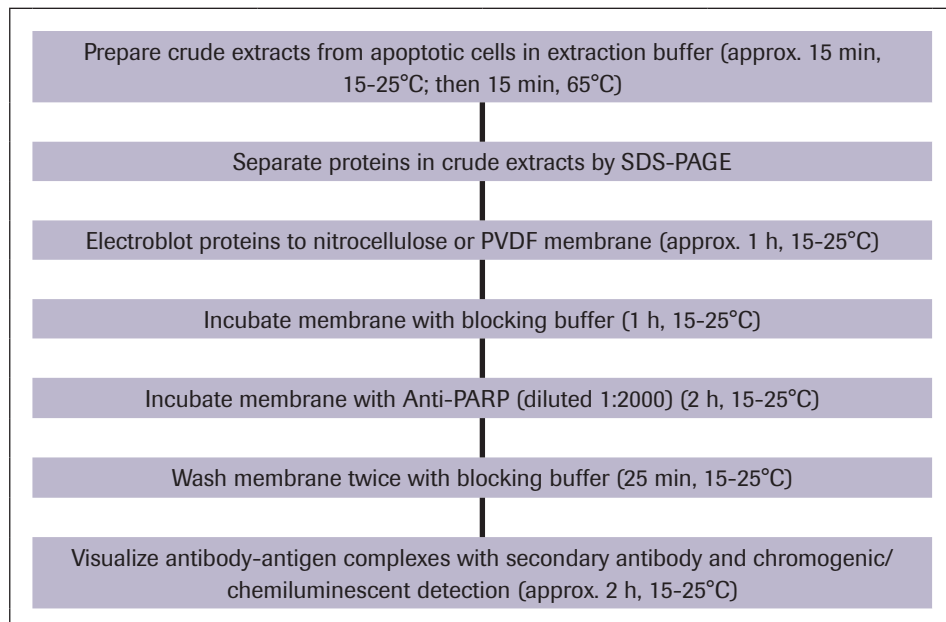 Prepare crude extracts from apoptotic cells in extraction buffer (approx. 15 min,
15-25°C; then 15 min, 65°C)
Separate proteins in crude extracts by SDS-PAGE
Electroblot proteins to nitrocellulose or PVDF membrane (approx. 1 h, 15-25°C)
Incubate membrane with blocking buffer (1 h, 15-25°C)
Incubate membrane with Anti-PARP (diluted 1:2000) (2 h, 15-25°C)
Wash membrane twice with blocking buffer (25 min, 15-25°C)
Visualize antibody-antigen complexes with secondary antibody and chromogenic/
chemiluminescent detection (approx. 2 h, 15-25°C)